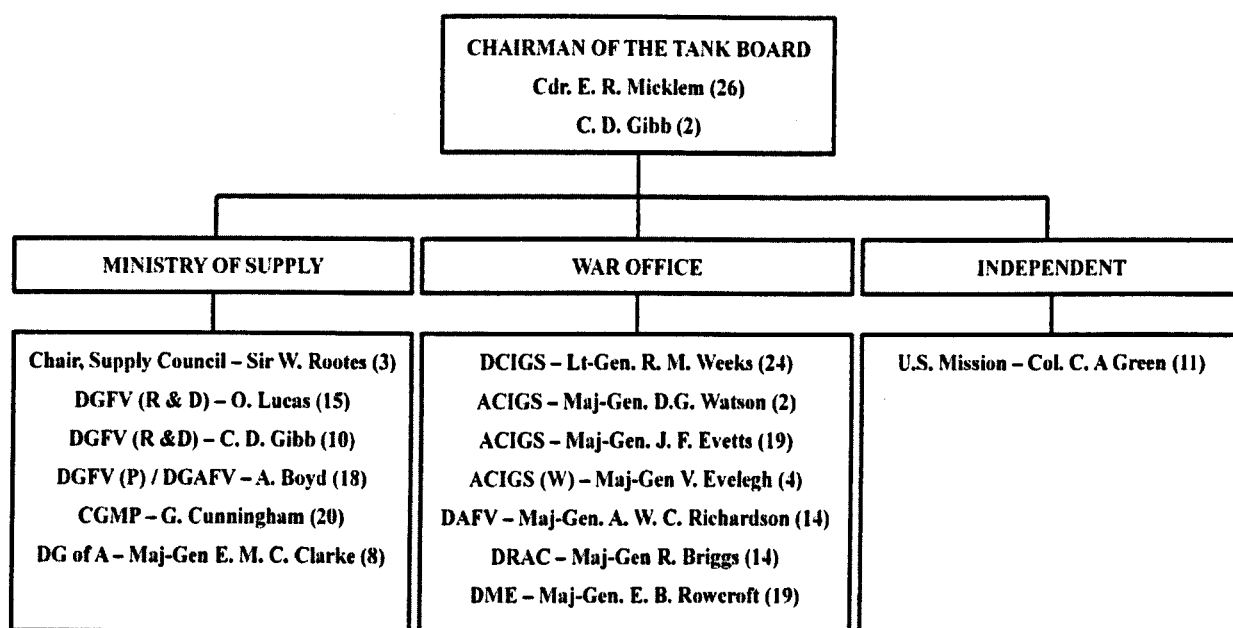 CHAIRMAN OF THE TANK BOARD
Cdr. E. R. Micklem (26)
C. D. Gibb (2)
MINISTRY OF SUPPLY
Chair, Supply Council – Sir W. Rootes (3)
DGFV (R & D) – O. Lucas (15)
DGFV (R &D) – C. D. Gibb (10)
DGFV (P) / DGAFV – A. Boyd (18)
CGMP – G. Cunningham (20)
DG of A – Maj-Gen E. M. C. Clarke (8)
WAR OFFICE
DCIGS – Lt-Gen. R. M. Weeks (24)
ACIGS – Maj-Gen. D.G. Watson (2)
ACIGS – Maj-Gen. J. F. Evetts (19)
ACIGS (W) – Maj-Gen V. Evelegh (4)
DAFV – Maj-Gen. A. W. C. Richardson (14)
DRAC – Maj-Gen R. Briggs (14)
DME – Maj-Gen. E. B. Rowcroft (19)
INDEPENDENT
U.S. Mission – Col. C. A Green (11)